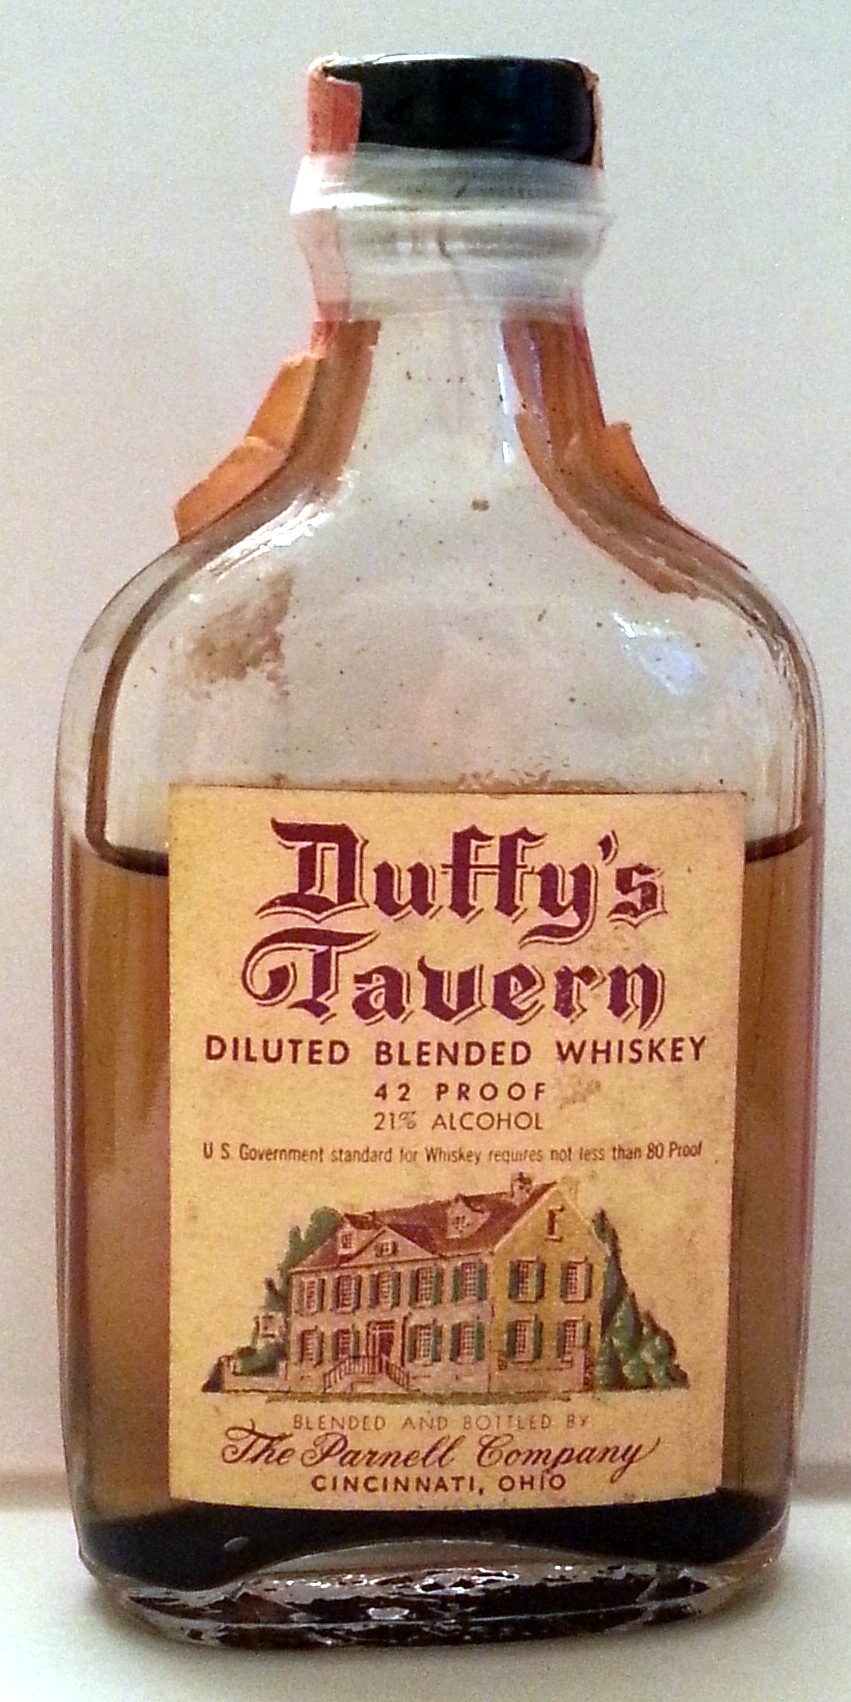 Duffy's
Tavern
DILUTED BLENDED WHISKEY
42 PROOF
21% ALCOHOL
U S. Government standard for Whiskey requires not less than 80 Proof
BLENDED AND BOTTLED BY
The Parnell Company
CINCINNATI, OHIO